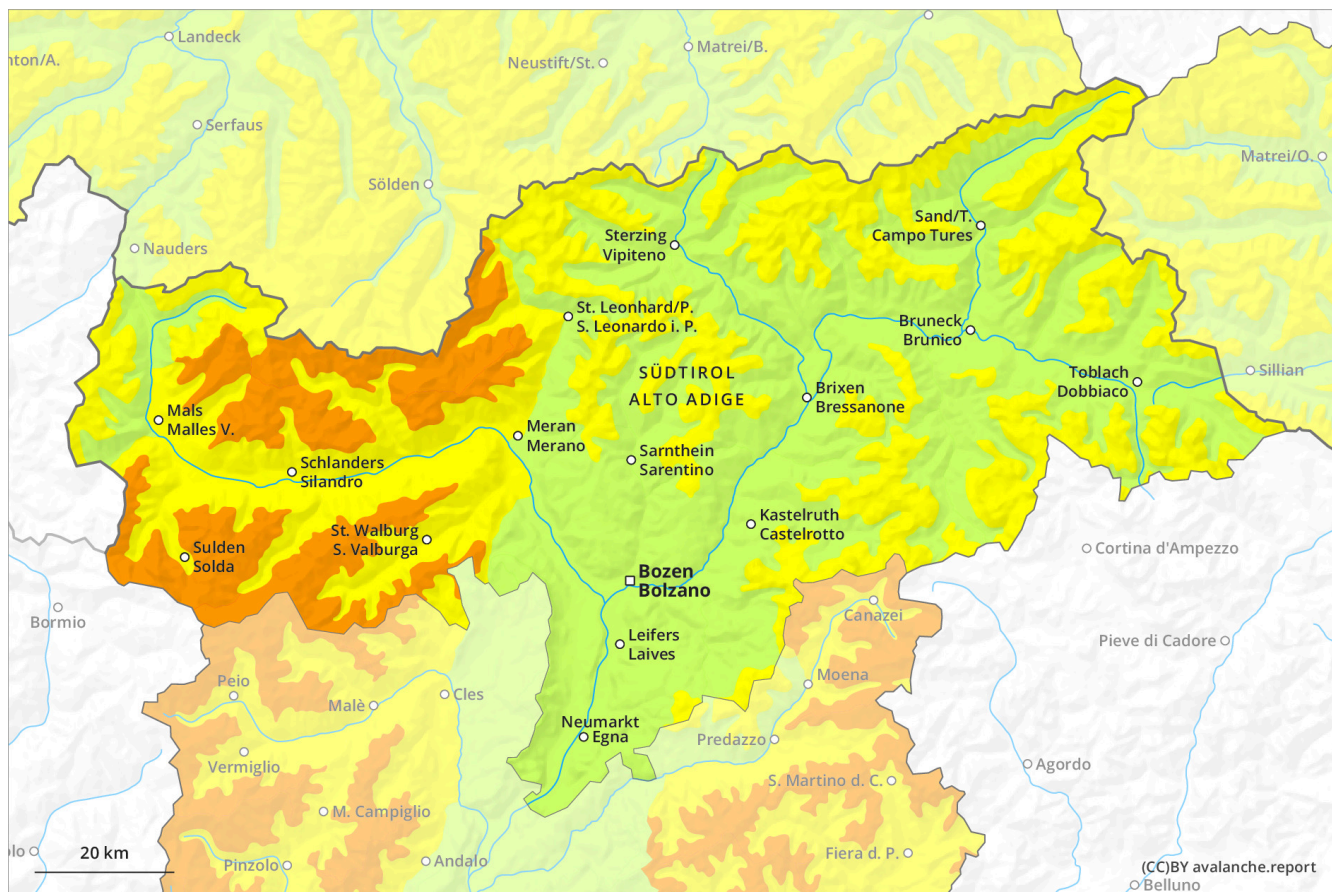 Landeck
nton/A.
Matrei/B.
Neustift/St.
Serfaus
Matrei/O.
Sölden
Sand/T.
Campo Tures
Nauders
Sterzing
Vipiteno
St. Leonhard/P.
S. Leonardo i. P.
Bruneck
Brunico
SÜDTIROL
ALTO ADIGE
Toblach
Dobbiaco
Sillian
Brixen
Bressanone
Mals
Malles V.
Meran
Merano
Schlanders
Silandro
Sarnthein
Sarentino
Kastelruth
Castelrotto
St. Walburg
S. Valburga
Sulden
Solda
Cortina d'Ampezzo
Bozen
Bolzano
Bormio
Canazei
Leifers
Laives
Pieve di Cadore
Peio
Malè
Cles
Moena
Neumarkt
Egna
Predazzo
Vermiglio
Agordo
S. Martino d. C.
M. Campiglio
lo
20 km
Pinzolo
Andalo
Fiera d. P.
(CC)BY avalanche.report
Belluno